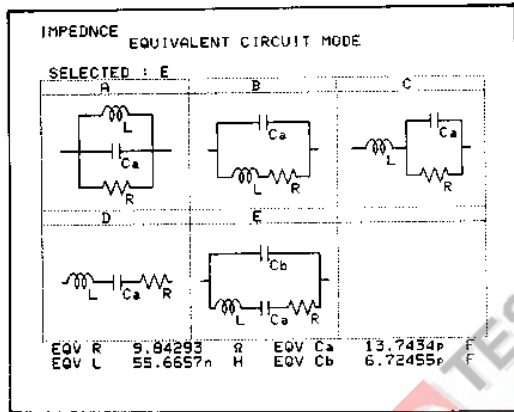 IMPEDNCE
EQUIVALENT CIRCUIT MODE
SELECTED : E
A B C
L Ca R
Ca L R
L Ca R
D E
L Ca R
Cb L Ca R
EQV R 9.84293 Ω EQV Ca 13.7434p F
EQV L 55.6657n H EQV Cb 6.72455p F
TES